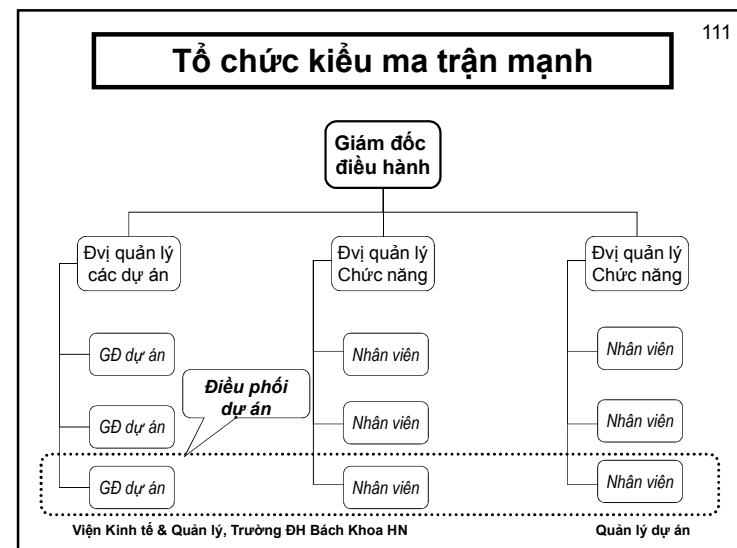 111
Tổ chức kiểu ma trận mạnh
Giám đốc
điều hành
Đvị quản lý
các dự án
Đvị quản lý
Chức năng
Đvị quản lý
Chức năng
GĐ dự án
Nhân viên
Nhân viên
Điều phối
dự án
GĐ dự án
Nhân viên
Nhân viên
GĐ dự án
Nhân viên
Nhân viên
Viện Kinh tế & Quản lý, Trường ĐH Bách Khoa HN
Quản lý dự án